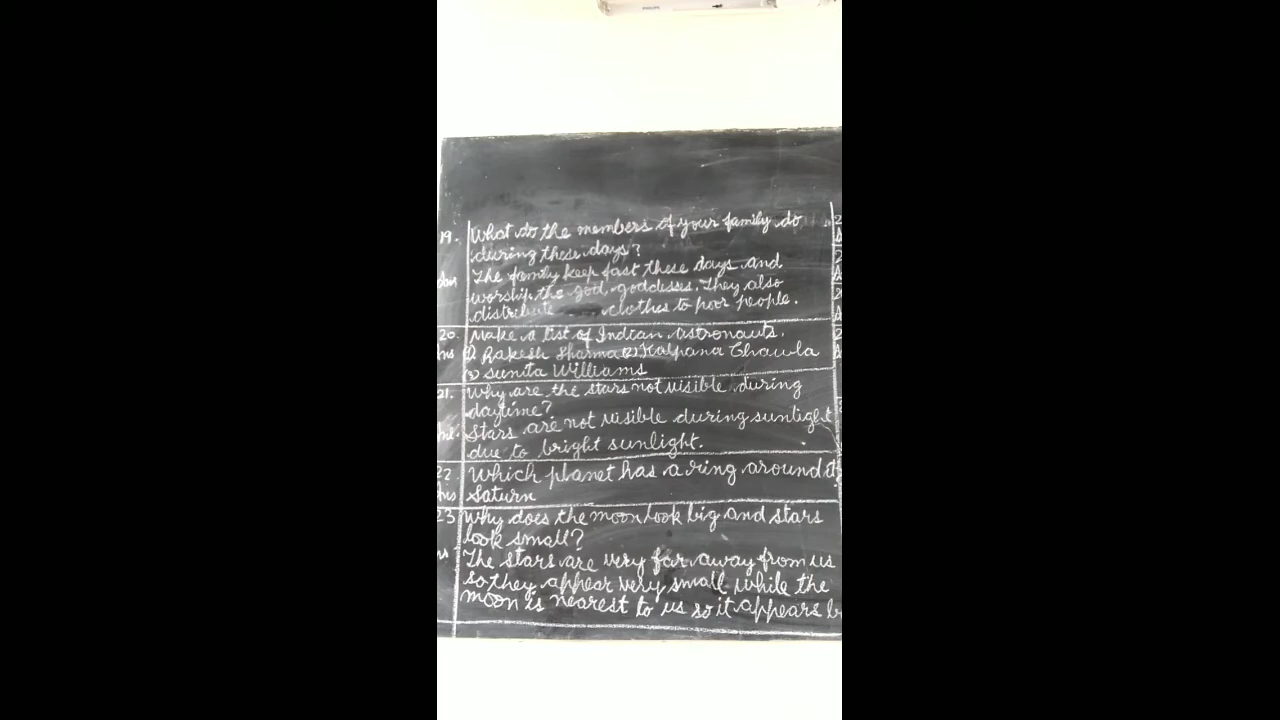 PHILIPS
19. What do the members of your family do
during these days?
The family keep fast these days and
worship the god, goddesses. They also
distribute clothes to poor people.
20. Make a list of Indian Astronauts.
ns (1) Rakesh Sharma (2) Kalpana Chawla
(3) Sunita Williams
21. Why are the stars not visible during
daytime?
Stars are not visible during sunlight
due to bright sunlight.
22 Which planet has a ring around it?
ns Saturn
23 Why does the moon look big and stars
look small?
The stars are very far away from us
so they appear very small while the
moon is nearest to us so it appears b